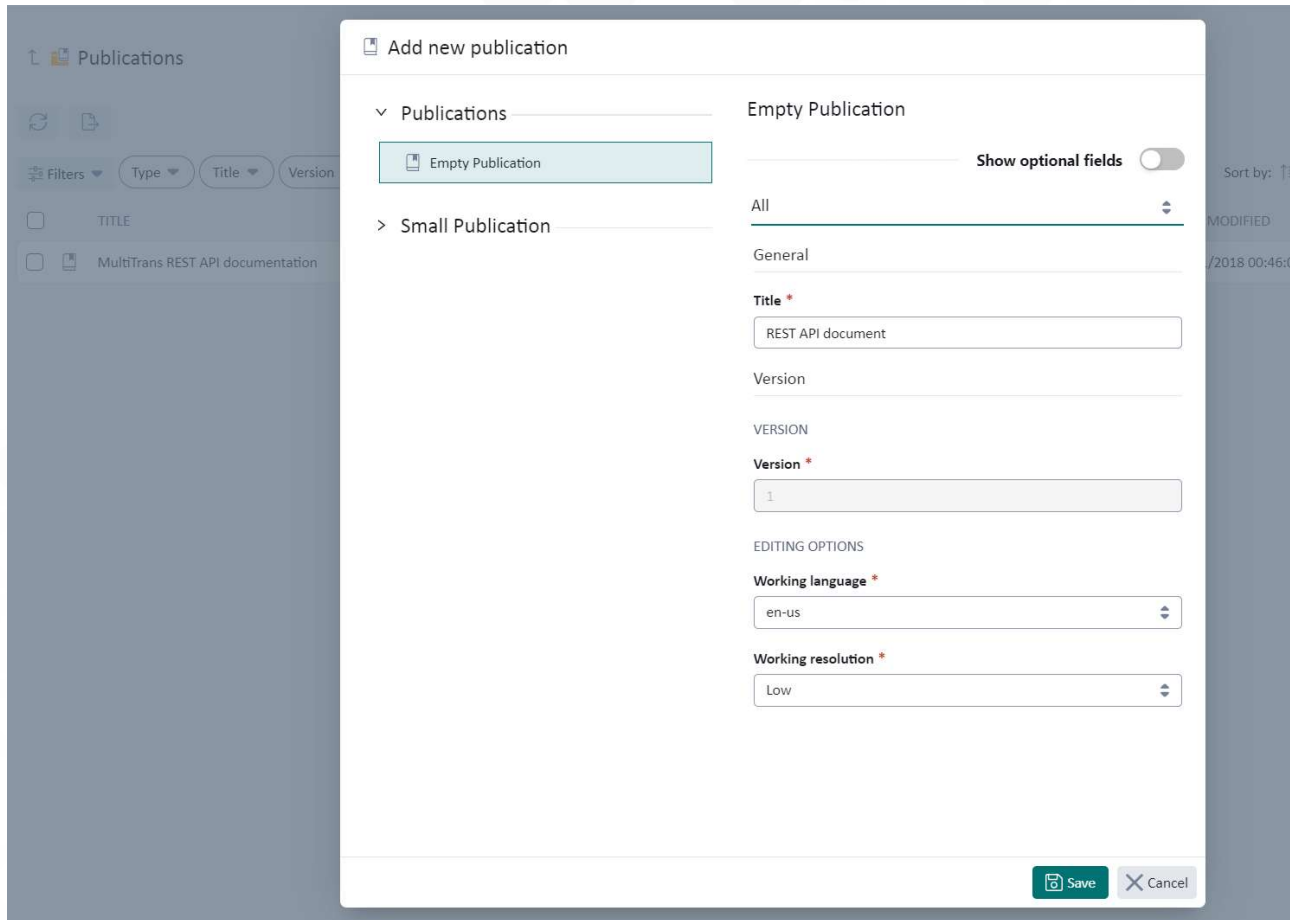 Publications
Filters
Type
Title
Version
Sort by:
TITLE
MODIFIED
MultiTrans REST API documentation
/2018 00:46:0
Add new publication
Publications
Empty Publication
Small Publication
Empty Publication
Show optional fields
All
General
Title *
REST API document
Version
VERSION
Version *
1
EDITING OPTIONS
Working language *
en-us
Working resolution *
Low
Save
Cancel